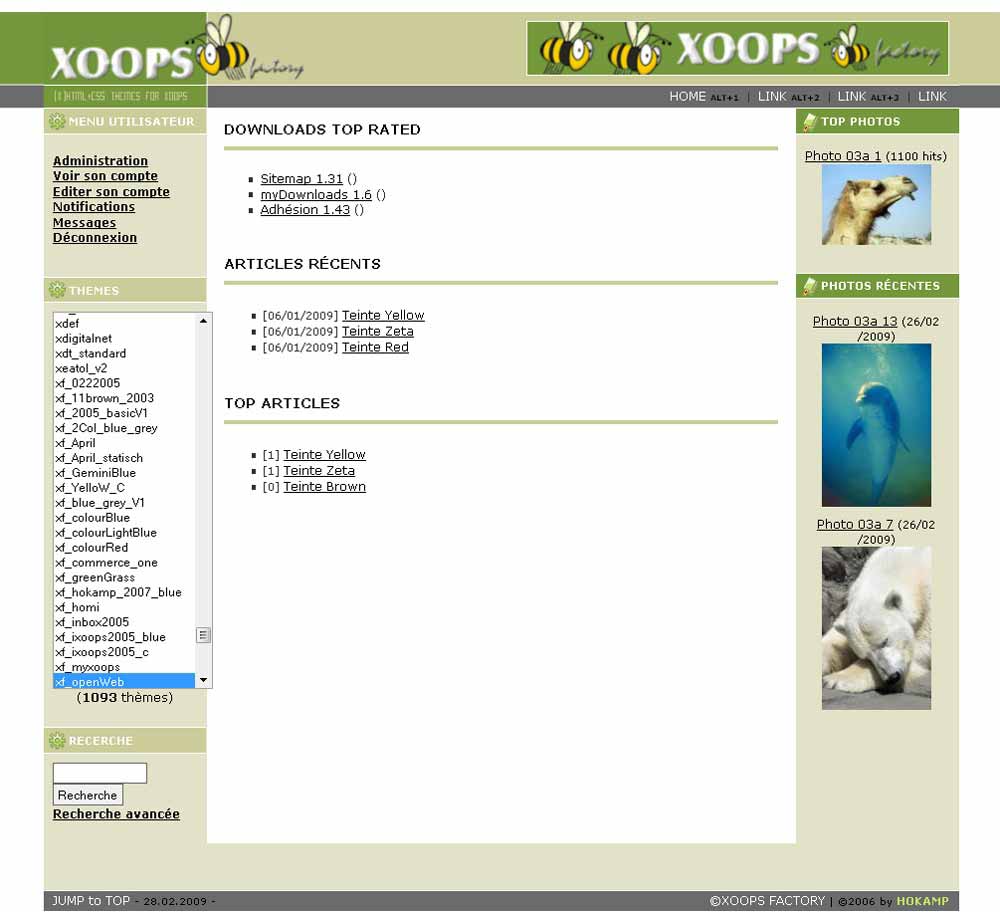 XOOPS factory
XOOPS factory
(X)HTML+CSS THEMES FOR XOOPS
HOME ALT+1 | LINK ALT+2 | LINK ALT+3 | LINK
MENU UTILISATEUR
Administration
Voir son compte
Editer son compte
Notifications
Messages
Déconnexion
THEMES
xdef
xdigitalnet
xdt_standard
xeatol_v2
xf_0222005
xf_11brown_2003
xf_2005_basicV1
xf_2Col_blue_grey
xf_April
xf_April_statisch
xf_GeminiBlue
xf_YelloW_C
xf_blue_grey_V1
xf_colourBlue
xf_colourLightBlue
xf_colourRed
xf_commerce_one
xf_greenGrass
xf_hokamp_2007_blue
xf_homi
xf_inbox2005
xf_ixoops2005_blue
xf_ixoops2005_c
xf_myxoops
xf_openWeb
(1093 thèmes)
RECERCHE
Recherche
Recherche avancée
DOWNLOADS TOP RATED
Sitemap 1.31 ()
myDownloads 1.6 ()
Adhésion 1.43 ()
ARTICLES RÉCENTS
[06/01/2009] Teinte Yellow
[06/01/2009] Teinte Zeta
[06/01/2009] Teinte Red
TOP ARTICLES
[1] Teinte Yellow
[1] Teinte Zeta
[0] Teinte Brown
TOP PHOTOS
Photo 03a 1 (1100 hits)
PHOTOS RÉCENTES
Photo 03a 13 (26/02
/2009)
Photo 03a 7 (26/02
/2009)
JUMP to TOP - 28.02.2009 -
©XOOPS FACTORY | ©2006 by HOKAMP